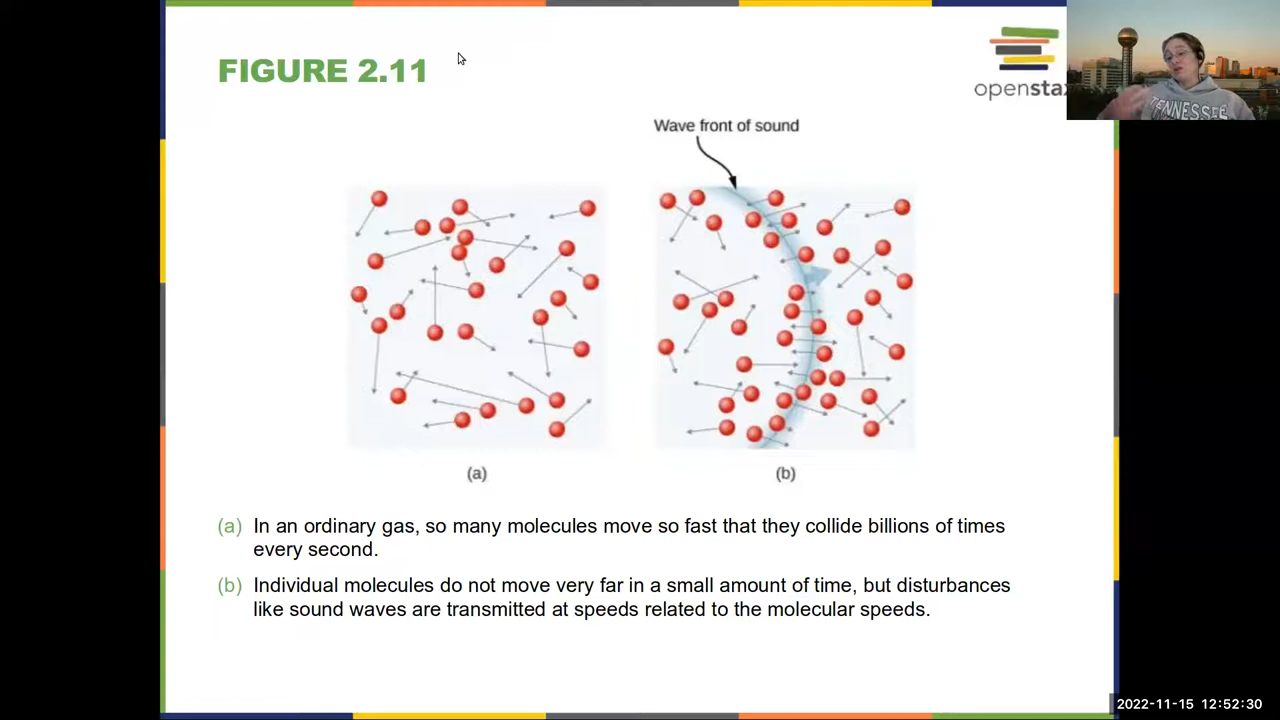 FIGURE 2.11
openstax
TENNESSEE
Wave front of sound
(a)
(b)
(a) In an ordinary gas, so many molecules move so fast that they collide billions of times
every second.
(b) Individual molecules do not move very far in a small amount of time, but disturbances
like sound waves are transmitted at speeds related to the molecular speeds.
2022-11-15 12:52:30